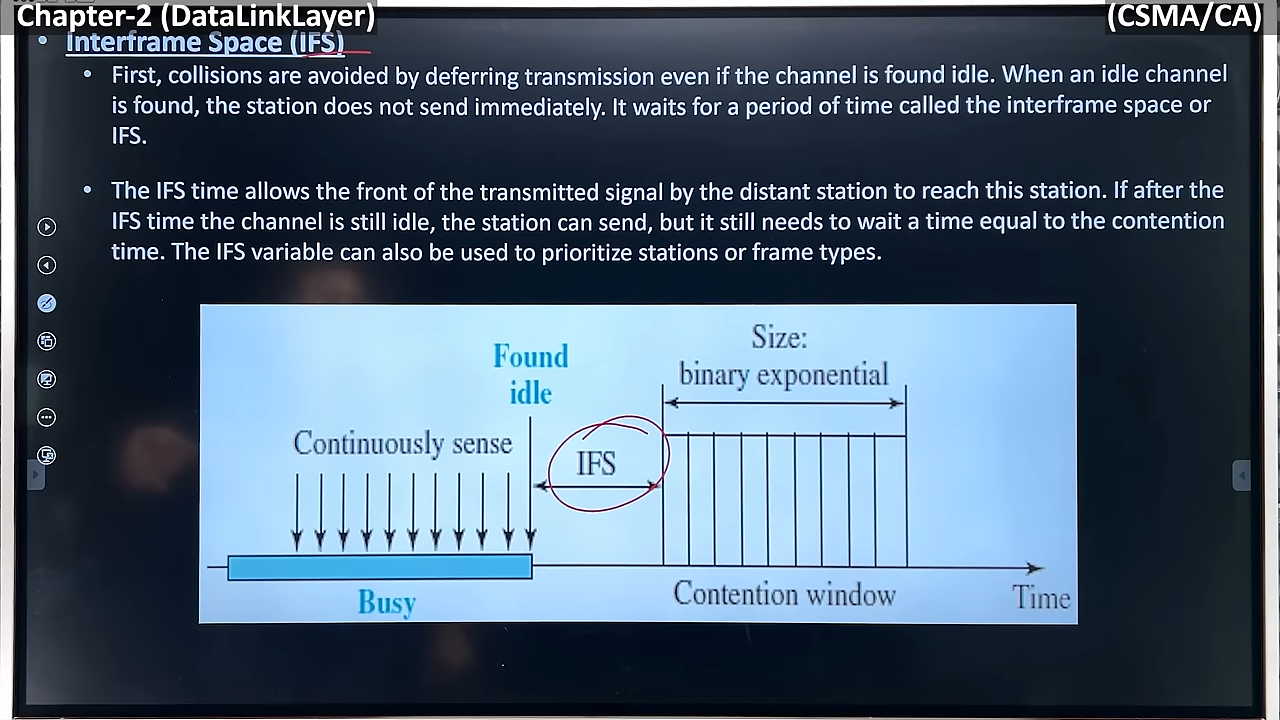 Chapter-2 (DataLinkLayer)
(CSMA/CA)
• Interframe Space (IFS)
• First, collisions are avoided by deferring transmission even if the channel is found idle. When an idle channel
is found, the station does not send immediately. It waits for a period of time called the interframe space or
IFS.
• The IFS time allows the front of the transmitted signal by the distant station to reach this station. If after the
IFS time the channel is still idle, the station can send, but it still needs to wait a time equal to the contention
time. The IFS variable can also be used to prioritize stations or frame types.
Size:
binary exponential
Found
idle
Continuously sense
IFS
Busy
Contention window
Time